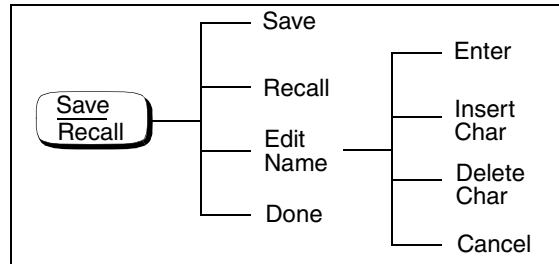 Save
Recall
Save
Recall
Edit
Name
Done
Enter
Insert
Char
Delete
Char
Cancel